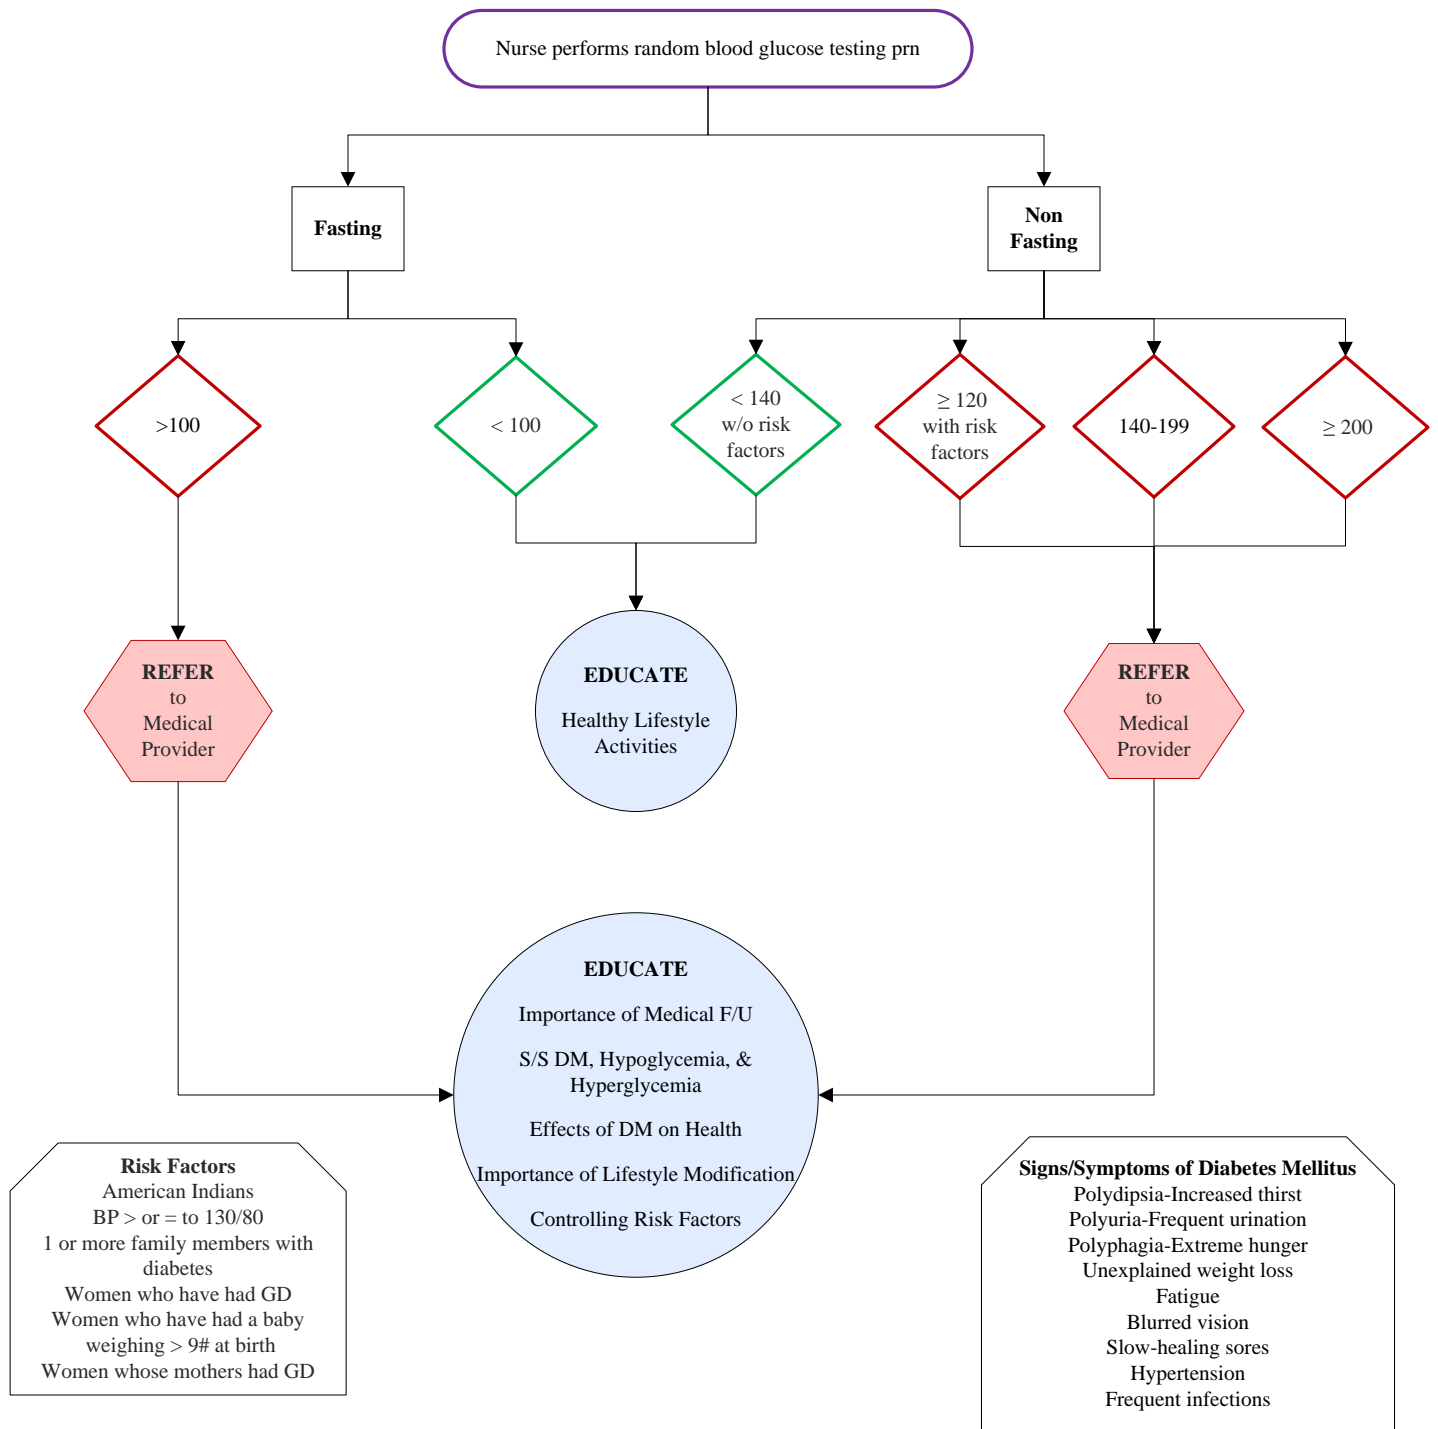 Nurse performs random blood glucose testing prn
Fasting
Non
Fasting
>100
< 100
< 140
w/o risk
factors
≥ 120
with risk
factors
140-199
≥ 200
REFER
to
Medical
Provider
EDUCATE
Healthy Lifestyle
Activities
REFER
to
Medical
Provider
EDUCATE
Importance of Medical F/U
S/S DM, Hypoglycemia, &
Hyperglycemia
Effects of DM on Health
Importance of Lifestyle Modification
Controlling Risk Factors
Risk Factors
American Indians
BP > or = to 130/80
1 or more family members with
diabetes
Women who have had GD
Women who have had a baby
weighing > 9# at birth
Women whose mothers had GD
Signs/Symptoms of Diabetes Mellitus
Polydipsia-Increased thirst
Polyuria-Frequent urination
Polyphagia-Extreme hunger
Unexplained weight loss
Fatigue
Blurred vision
Slow-healing sores
Hypertension
Frequent infections